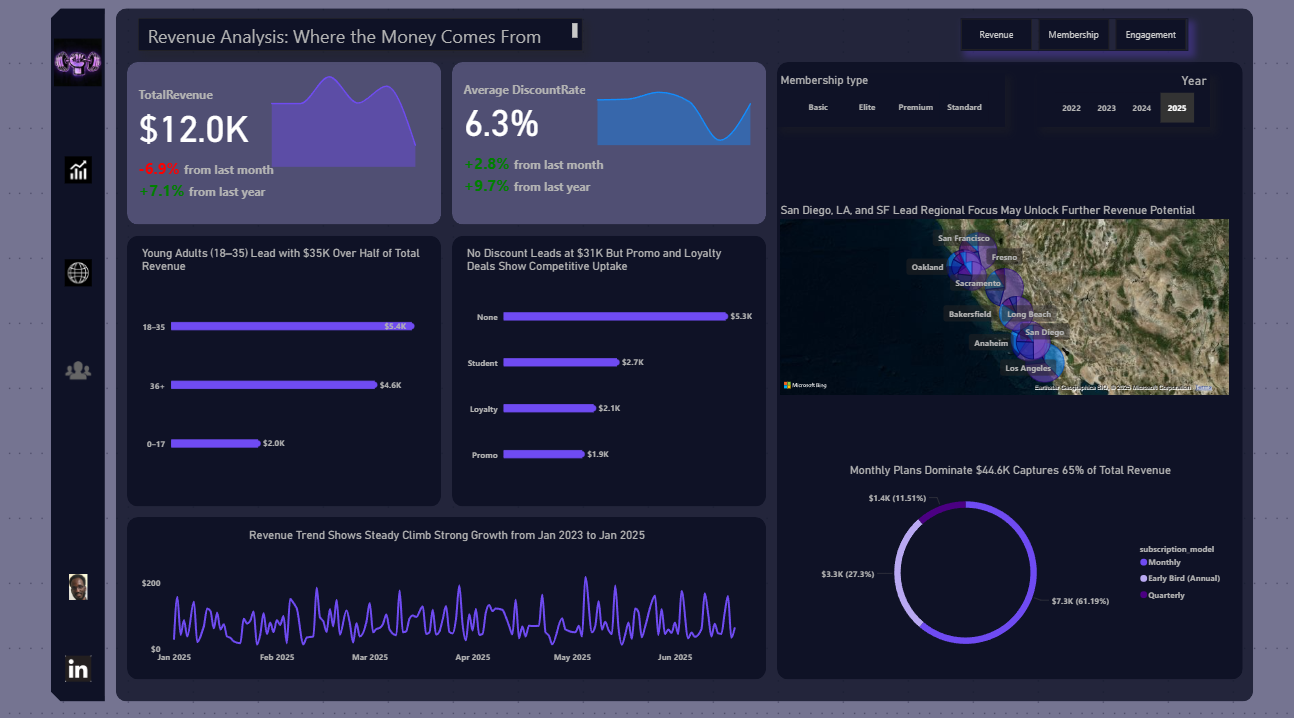 Revenue Analysis: Where the Money Comes From
Revenue
Membership
Engagement
TotalRevenue
$12.0K
-6.9% from last month
+7.1% from last year
Average DiscountRate
6.3%
+2.8% from last month
+9.7% from last year
Membership type
Basic
Elite
Premium
Standard
Year
2022
2023
2024
2025
San Diego, LA, and SF Lead Regional Focus May Unlock Further Revenue Potential
San Francisco
Fresno
Oakland
Sacramento
Bakersfield
Long Beach
San Diego
Anaheim
Los Angeles
Microsoft Bing
Young Adults (18–35) Lead with $35K Over Half of Total
Revenue
18–35
$5.4K
36+
$4.6K
0–17
$2.0K
No Discount Leads at $31K But Promo and Loyalty
Deals Show Competitive Uptake
None
$5.3K
Student
$2.7K
Loyalty
$2.1K
Promo
$1.9K
Monthly Plans Dominate $44.6K Captures 65% of Total Revenue
$1.4K (11.51%)
$3.3K (27.3%)
$7.3K (61.19%)
subscription_model
Monthly
Early Bird (Annual)
Quarterly
Revenue Trend Shows Steady Climb Strong Growth from Jan 2023 to Jan 2025
$200
$0
Jan 2025
Feb 2025
Mar 2025
Apr 2025
May 2025
Jun 2025
in